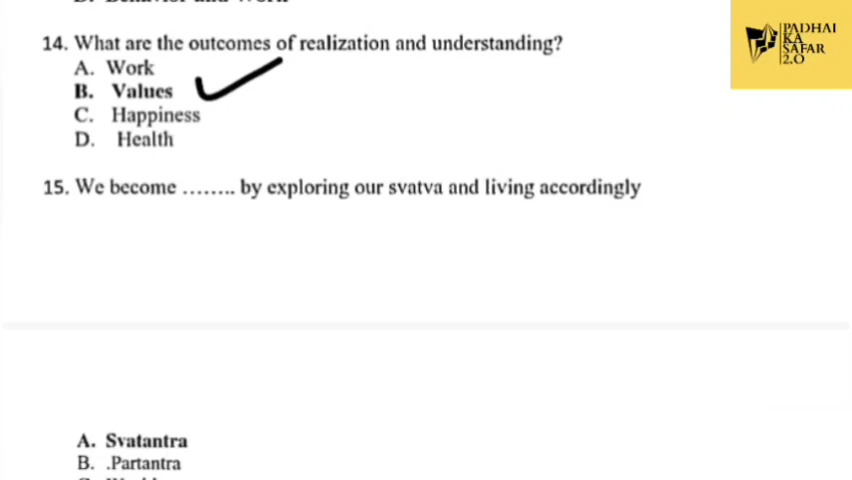 PADHAI
KA
SAFAR
2.O
14. What are the outcomes of realization and understanding?
A. Work
B. Values
C. Happiness
D. Health
15. We become ........ by exploring our svatva and living accordingly
A. Svatantra
B. .Partantra